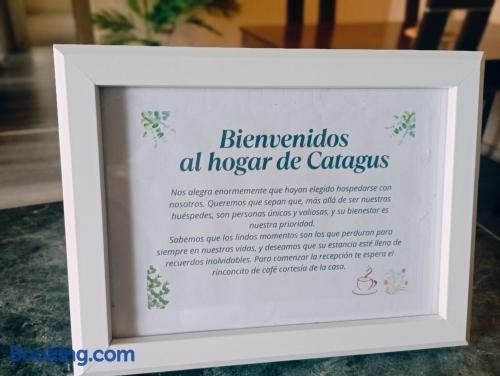 Bienvenidos
al hogar de Catagus
Nos alegra enormemente que hayan elegido hospedarse con
nosotros. Queremos que sepan que, más allá de ser nuestros
huéspedes, son personas únicas y valiosas, y su bienestar es
nuestra prioridad.
Sabemos que los lindos momentos son los que perduran para
siempre en nuestras vidas, y deseamos que su estancia esté llena de
recuerdos inolvidables. Para comenzar la recepción te espera el
rinconcito de café cortesía de la casa.
Booking.com